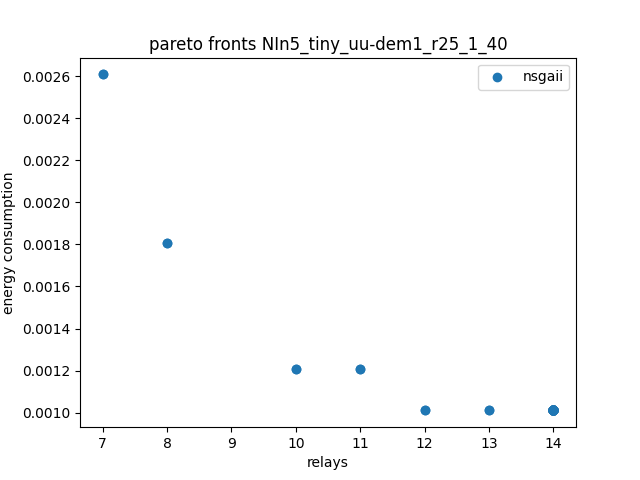 pareto fronts NIn5_tiny_uu-dem1_r25_1_40
nsgaii
0.0026
0.0024
0.0022
0.0020
0.0018
0.0016
0.0014
0.0012
0.0010
energy consumption
7 8 9 10 11 12 13 14
relays